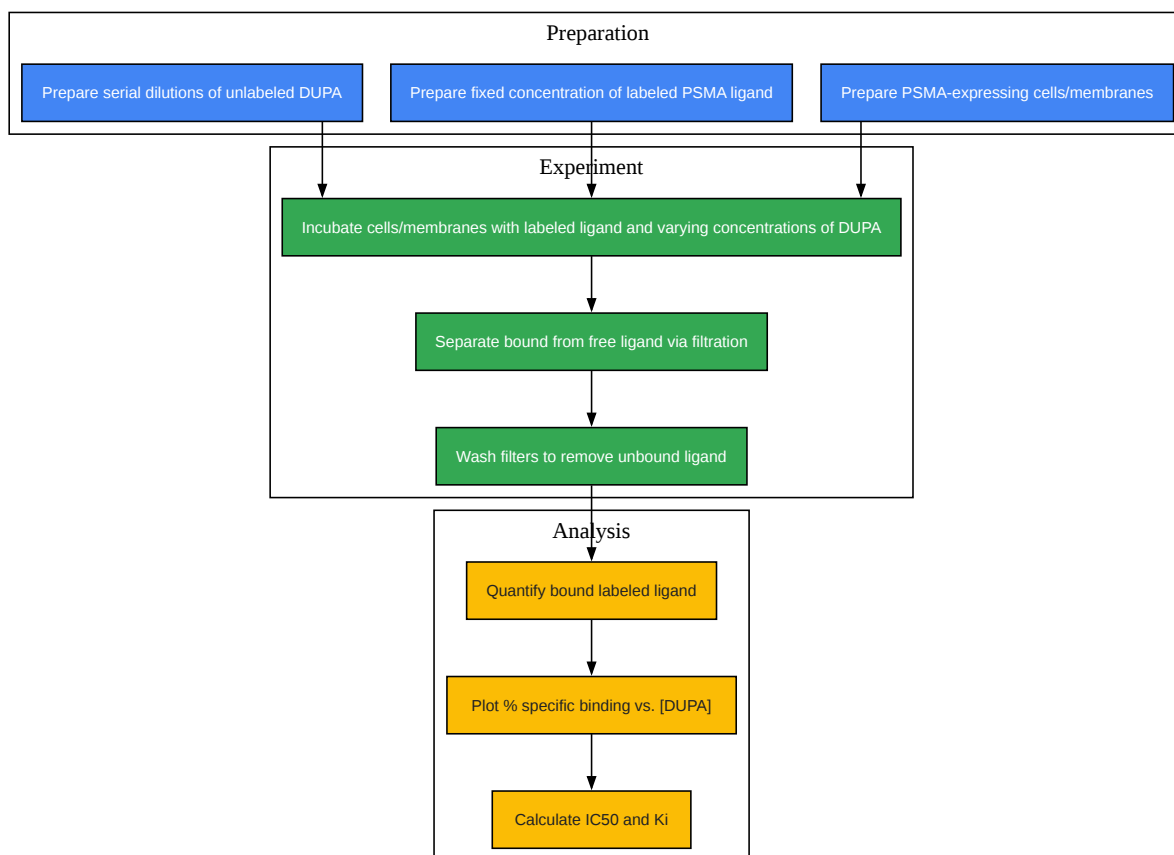 Preparation
Prepare serial dilutions of unlabeled DUPA
Prepare fixed concentration of labeled PSMA ligand
Prepare PSMA-expressing cells/membranes
Experiment
Incubate cells/membranes with labeled ligand and varying concentrations of DUPA
Separate bound from free ligand via filtration
Wash filters to remove unbound ligand
Analysis
Quantify bound labeled ligand
Plot % specific binding vs. [DUPA]
Calculate IC50 and Ki